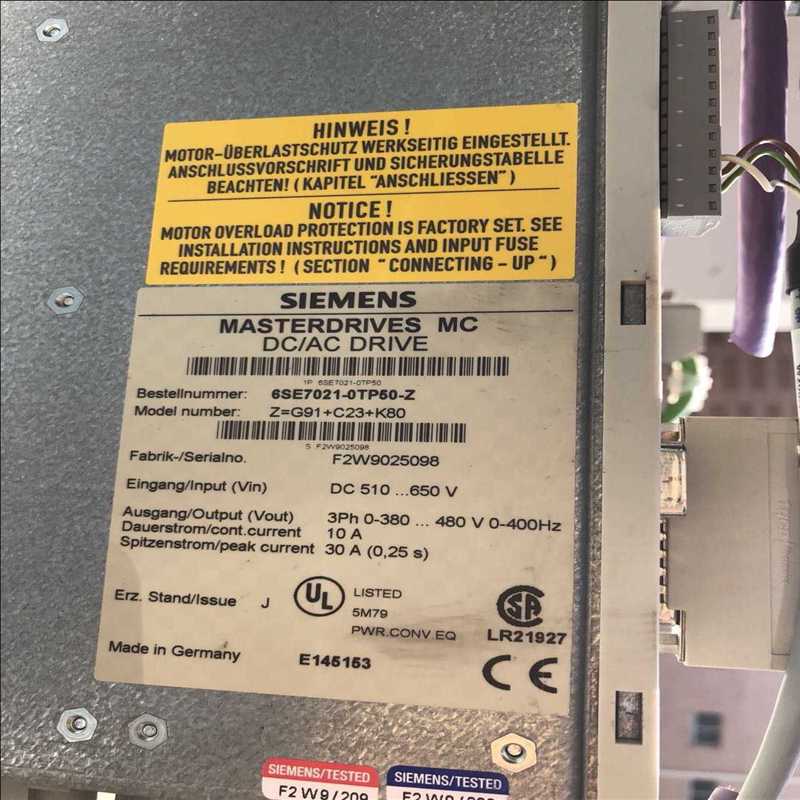 HINWEIS !
MOTOR-ÜBERLASTSCHUTZ WERKSEITIG EINGESTELLT.
ANSCHLUSSVORSCHRIFT UND SICHERUNGSTABELLE
BEACHTEN! ( KAPITEL "ANSCHLIESSEN" )
NOTICE !
MOTOR OVERLOAD PROTECTION IS FACTORY SET. SEE
INSTALLATION INSTRUCTIONS AND INPUT FUSE
REQUIREMENTS ! ( SECTION " CONNECTING - UP " )
SIEMENS
MASTERDRIVES MC
DC/AC DRIVE
1P 6SE7021-0TP50
Bestellnummer: 6SE7021-0TP50-Z
Model number: Z=G91+C23+K80
S F2W9025098
Fabrik-/Serialno. F2W9025098
Eingang/Input (Vin) DC 510 ...650 V
Ausgang/Output (Vout) 3Ph 0-380 ... 480 V 0-400Hz
Dauerstrom/cont.current 10 A
Spitzenstrom/peak current 30 A (0,25 s)
Erz. Stand/Issue J
UL LISTED
5M79
PWR.CONV.EQ
SA
LR21927
Made in Germany E145153
CE
SIEMENS/TESTED SIEMENS/TESTED
F2 W 9 / 209